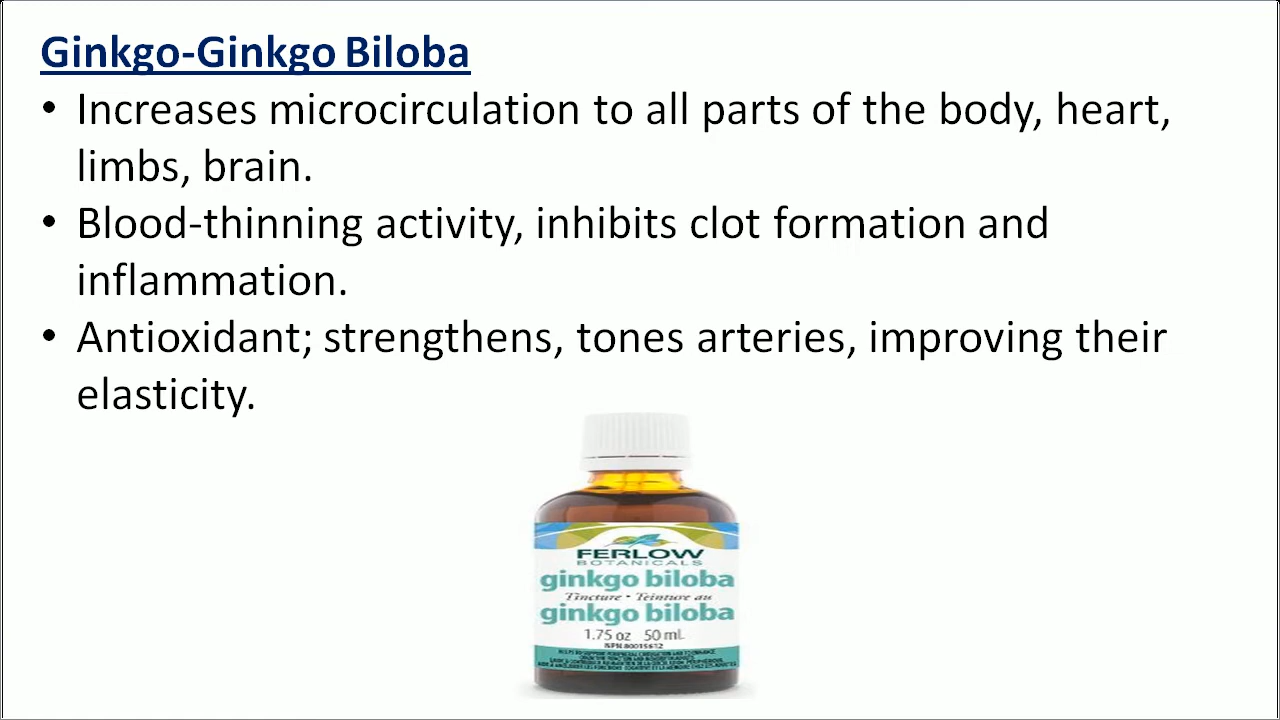 Ginkgo-Ginkgo Biloba
• Increases microcirculation to all parts of the body, heart,
limbs, brain.
• Blood-thinning activity, inhibits clot formation and
inflammation.
• Antioxidant; strengthens, tones arteries, improving their
elasticity.
FERLOW
BOTANICALS
ginkgo biloba
Tincture • Teinture au
ginkgo biloba
1.75 oz 50 mL
NPN 80015612